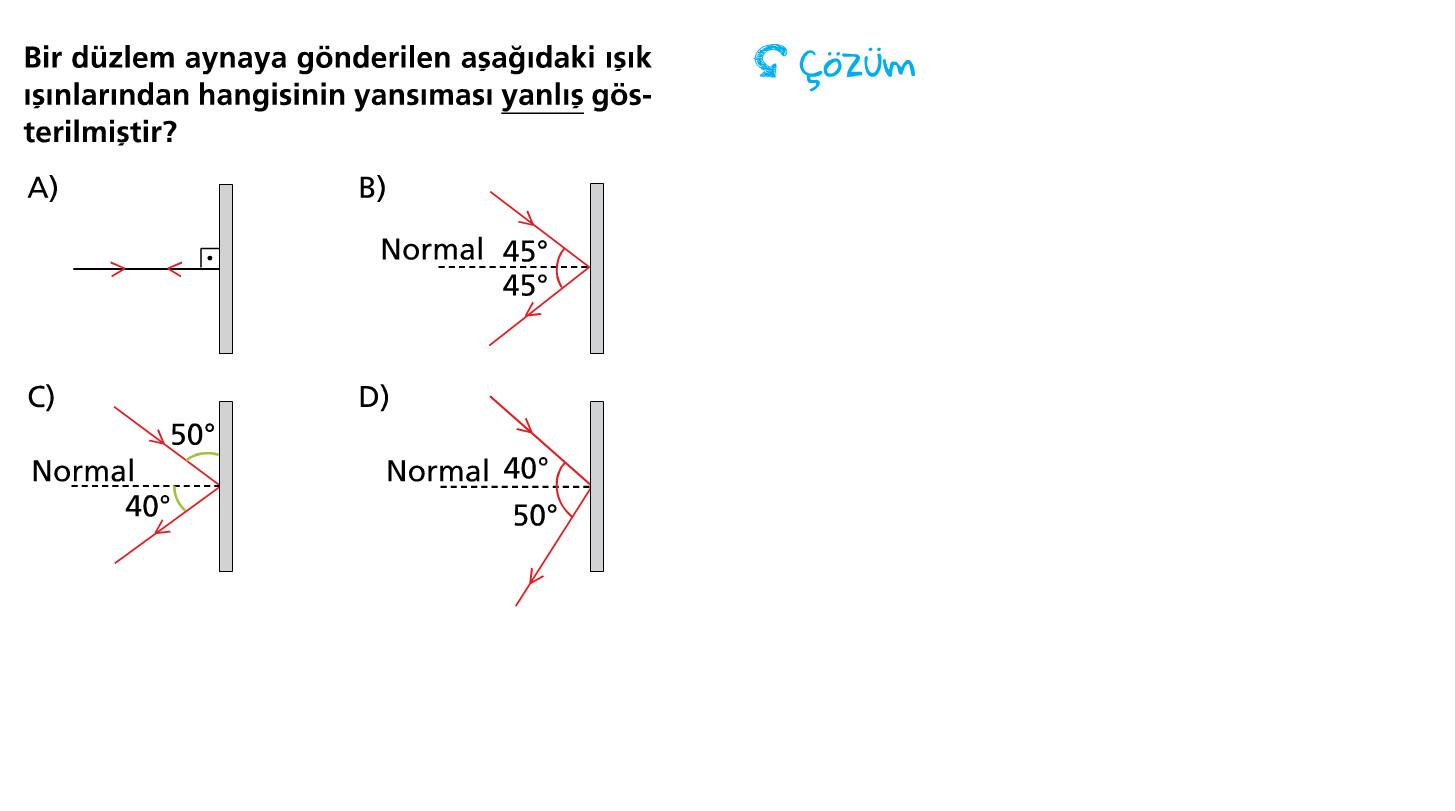 Bir düzlem aynaya gönderilen aşağıdaki ışık
ışınlarından hangisinin yansıması yanlış gös-
terilmiştir?
Çözüm
A)
B)
Normal 45°
45°
C)
50°
Normal
40°
D)
Normal 40°
50°